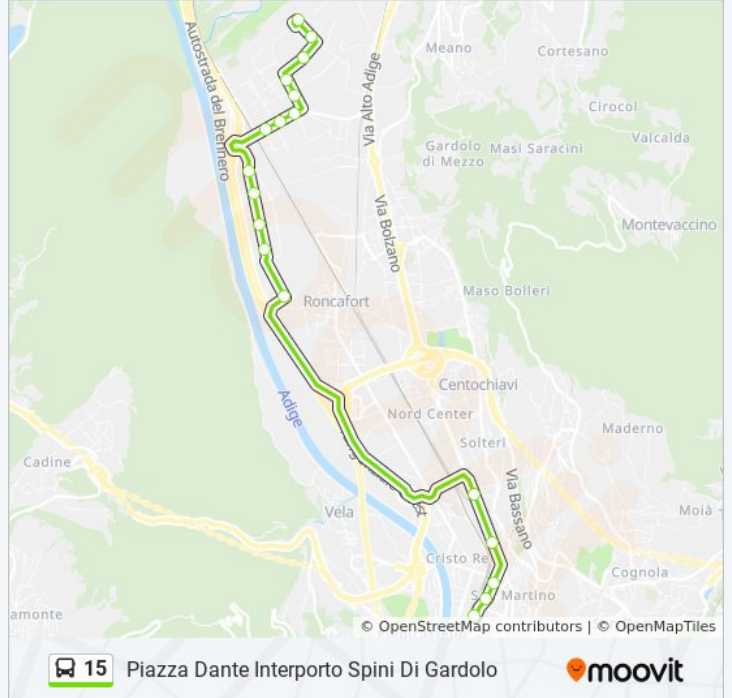 Autostrada del Brennero
Via Alto Adige
Meano
Cortesano
Cirocol
Valcalda
Gardolo
di Mezzo
Masi Saracini
Via Bolzano
Montevaccino
Maso Bolleri
Roncafort
Adige
Centochiavi
Nord Center
Maderno
Solteri
Cadine
Via Bassano
Vela
Moià
Cristo Re
Cognola
Martino
amonte
© OpenStreetMap contributors | © OpenMapTiles
15 Piazza Dante Interporto Spini Di Gardolo
moovit